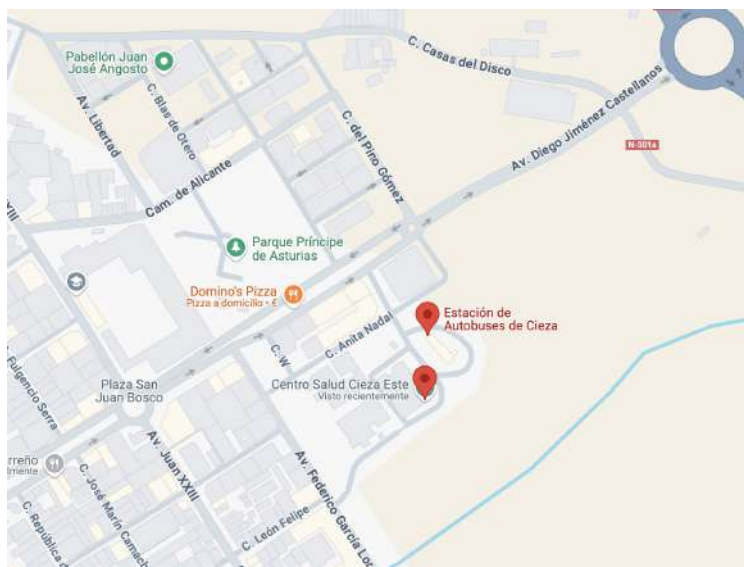 C. Casas del Disco
Pabellón Juan
José Angosto
Av. Libertad
C. Blas de Otero
C. del Pino Gómez
Av. Diego Jiménez Castellanos
N-301a
Cam. de Alicante
XXIII
Parque Príncipe
de Asturias
Domino's Pizza
Pizza a domicilio • €
Estación de
Autobuses de Cieza
C. Anita Nadal
C. W
Fulgencio Serra
Plaza San
Juan Bosco
Centro Salud Cieza Este
Visto recientemente
Av. Juan XXIII
Av. Federico García Lor
C. José Marín Camach
C. León Felipe
C. República d